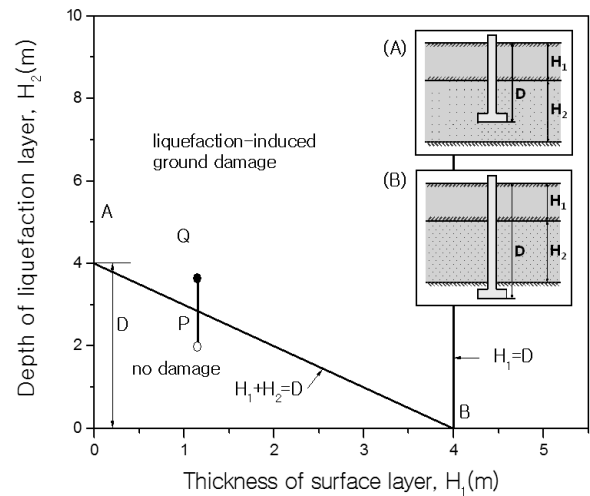 Depth of liquefaction layer, H₂(m)
10
8
6
4
2
0
0
1
2
3
4
5
Thickness of surface layer, H₁(m)
liquefaction-induced
ground damage
A
Q
P
D
no damage
H₁+H₂=D
B
H₁=D
(A)
H₁
D
H₂
(B)
H₁
D
H₂